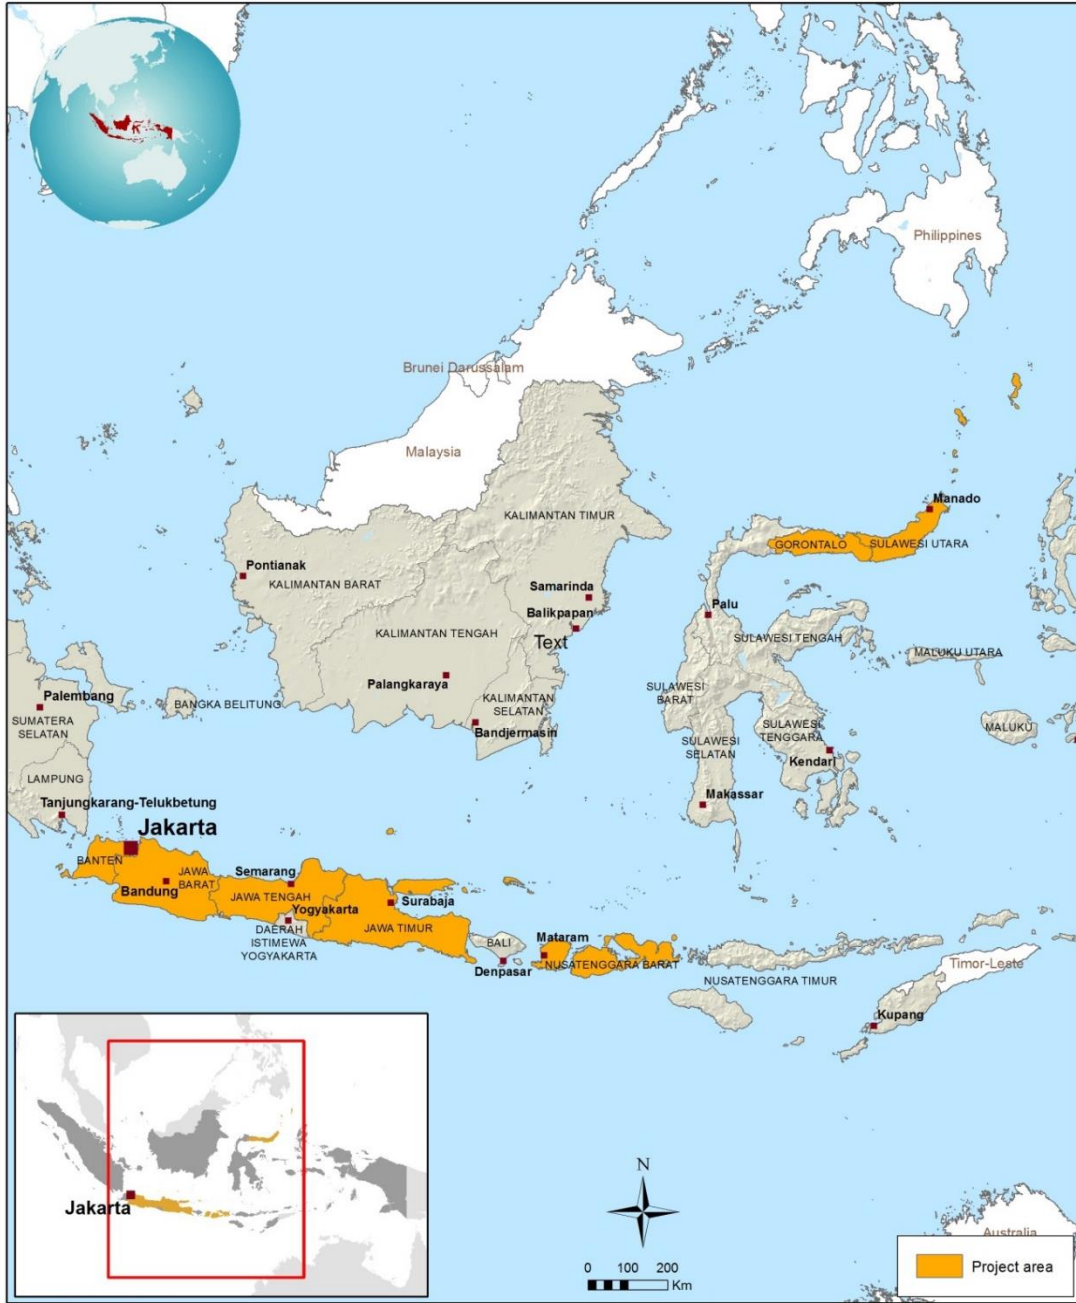 Philippines
Brunei Darussalam
Malaysia
Manado
KALIMANTAN TIMUR
GORONTALO
SULAWESI UTARA
Pontianak
KALIMANTAN BARAT
Samarinda
Balikpapan
Palu
KALIMANTAN TENGAH
Text
SULAWESI TENGAH
MALUKU UTARA
Palangkaraya
Palembang
BANGKA BELITUNG
KALIMANTAN
SELATAN
SULAWESI
BARAT
SUMATERA
SELATAN
Bandjermasin
SULAWESI
TENGGARA
MALUKU
SULAWESI
SELATAN
Kendari
LAMPUNG
Tanjungkarang-Telukbetung
Makassar
Jakarta
BANTEN
JAWA
BARAT
Semarang
Bandung
JAWA TENGAH
Surabaja
Yogyakarta
JAWA TIMUR
DAERAH
ISTIMEWA
YOGYAKARTA
BALI
Mataram
Denpasar
NUSATENGGARA BARAT
Timor-Leste
NUSATENGGARA TIMUR
Kupang
Jakarta
N
0 100 200
Km
Australia
Project area